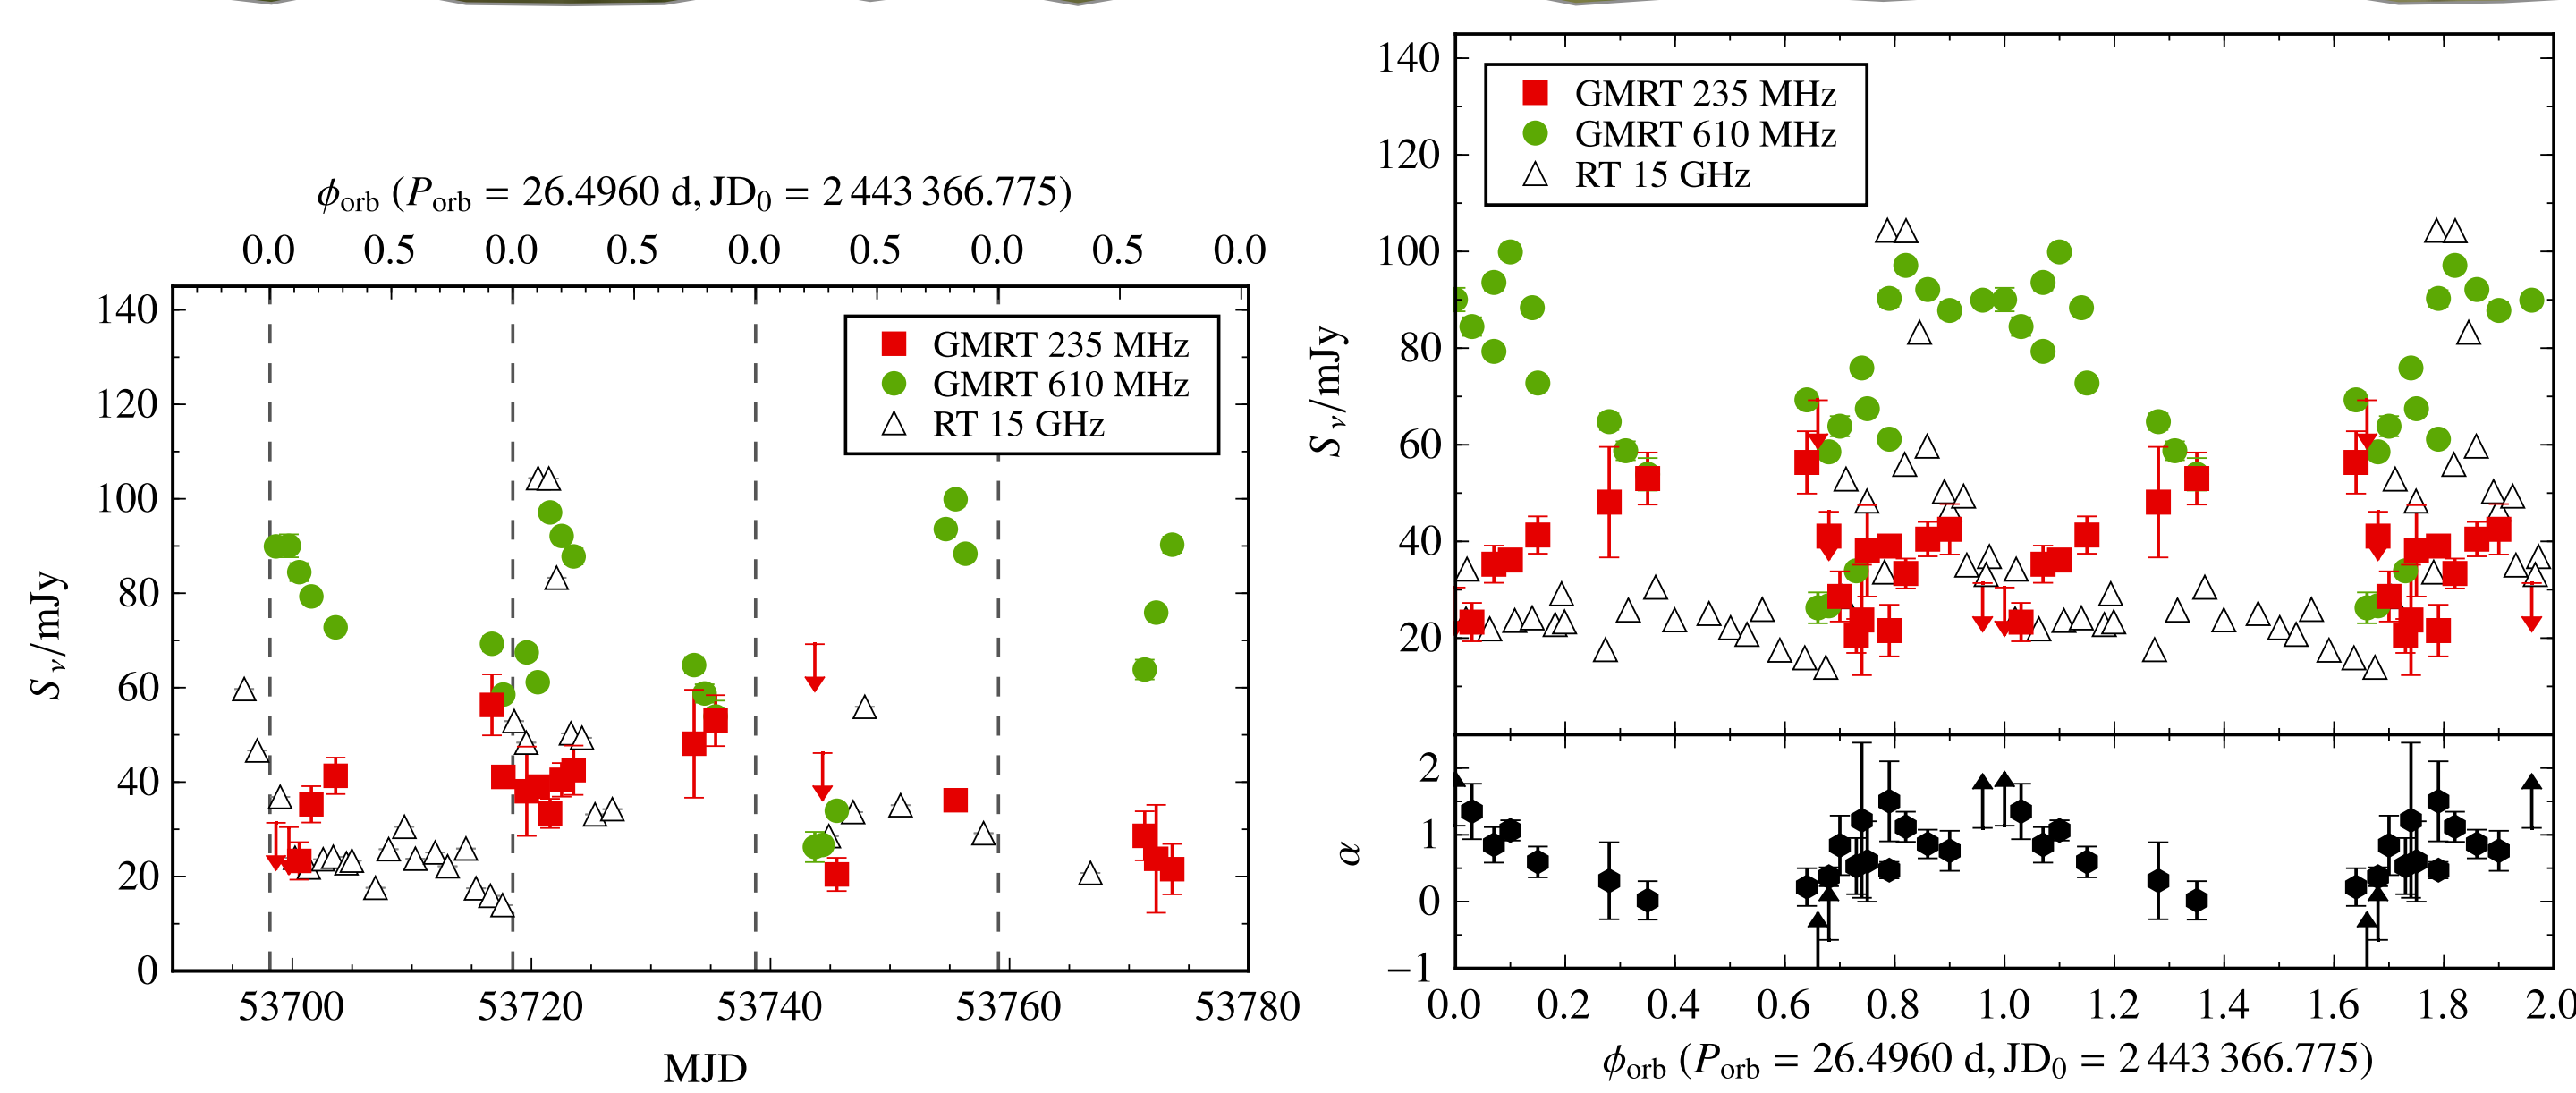 ϕorb (Porb = 26.4960 d, JD0 = 2 443 366.775)
0.0 0.5 0.0 0.5 0.0 0.5 0.0 0.5 0.0
140
120
100
80
60
40
20
0
Sν/mJy
GMRT 235 MHz
GMRT 610 MHz
RT 15 GHz
53700 53720 53740 53760 53780
MJD
140
120
100
80
60
40
20
Sν/mJy
GMRT 235 MHz
GMRT 610 MHz
RT 15 GHz
2
1
0
−1
α
0.0 0.2 0.4 0.6 0.8 1.0 1.2 1.4 1.6 1.8 2.0
ϕorb (Porb = 26.4960 d, JD0 = 2 443 366.775)